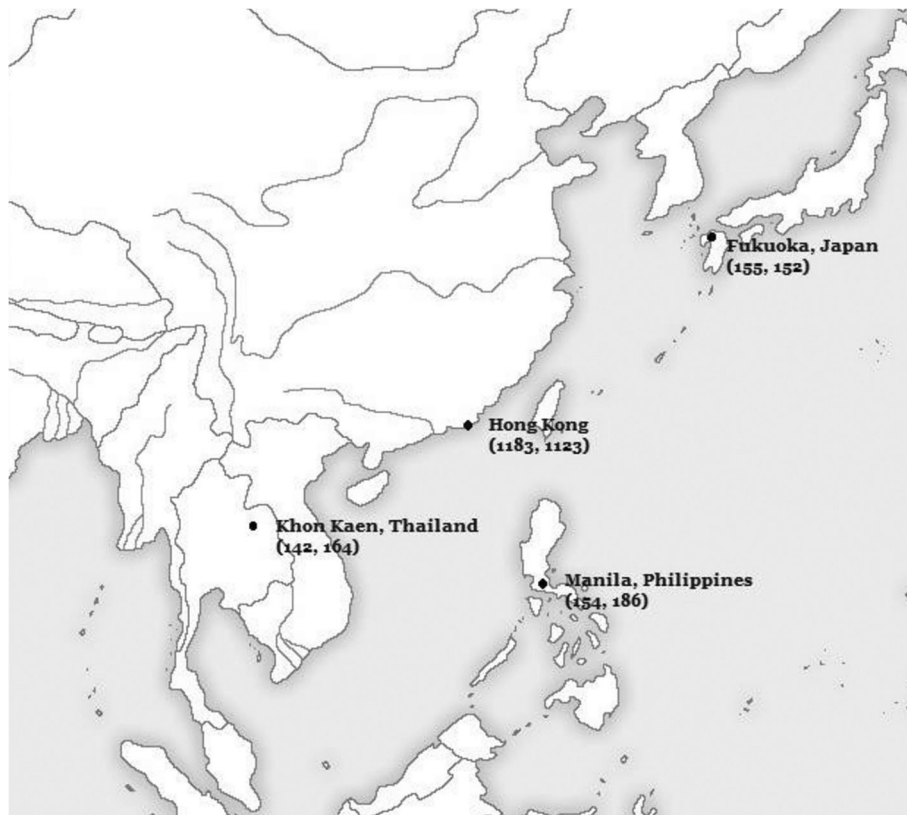 Fukuoka, Japan
(155, 152)
Hong Kong
(1183, 1123)
Khon Kaen, Thailand
(142, 164)
Manila, Philippines
(154, 186)